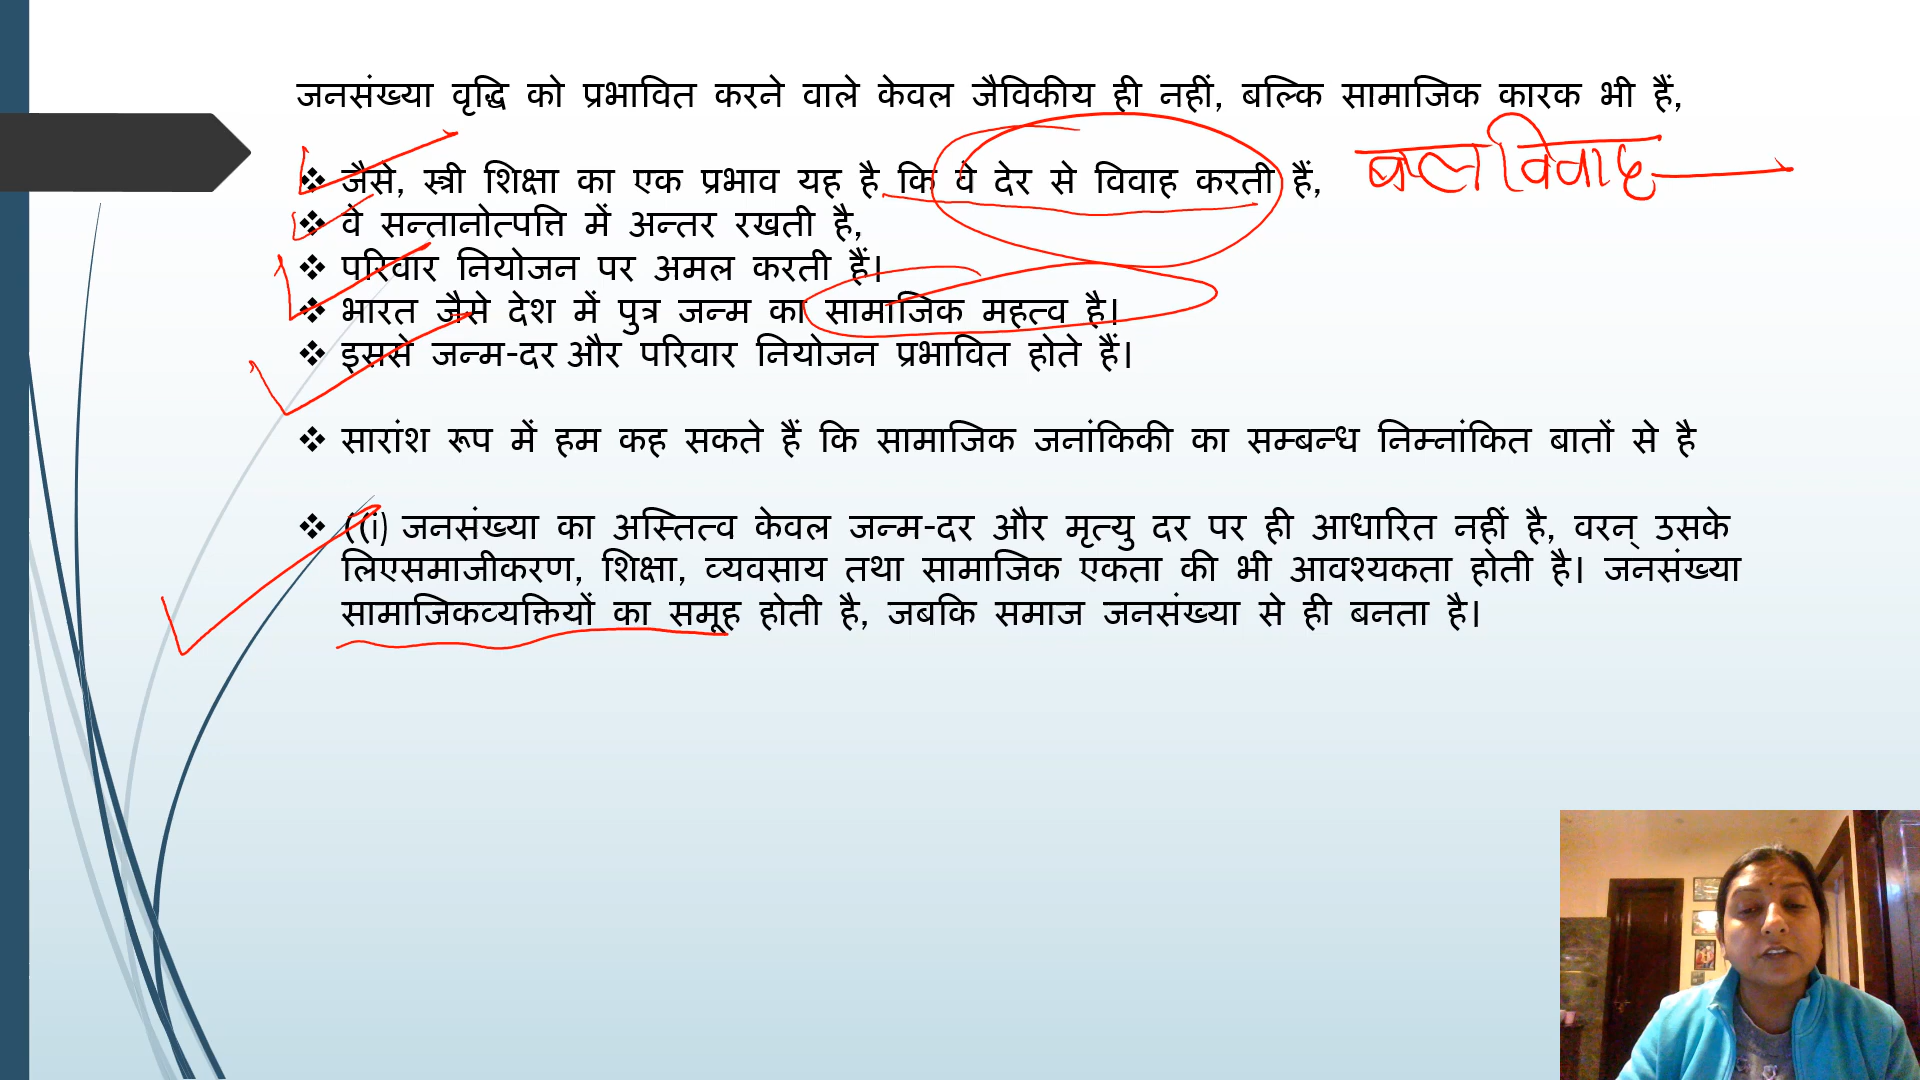 जनसंख्या वृद्धि को प्रभावित करने वाले केवल जैविकीय ही नहीं, बल्कि सामाजिक कारक भी हैं,
❖ जैसे, स्त्री शिक्षा का एक प्रभाव यह है कि वे देर से विवाह करती हैं, बाल विवाह
❖ वे सन्तानोत्पत्ति में अन्तर रखती है,
❖ परिवार नियोजन पर अमल करती हैं।
❖ भारत जैसे देश में पुत्र जन्म का सामाजिक महत्व है।
❖ इससे जन्म-दर और परिवार नियोजन प्रभावित होते हैं।
❖ सारांश रूप में हम कह सकते हैं कि सामाजिक जनांकिकी का सम्बन्ध निम्नांकित बातों से है
❖ ((i) जनसंख्या का अस्तित्व केवल जन्म-दर और मृत्यु दर पर ही आधारित नहीं है, वरन् उसके
लिएसमाजीकरण, शिक्षा, व्यवसाय तथा सामाजिक एकता की भी आवश्यकता होती है। जनसंख्या
सामाजिकव्यक्तियों का समूह होती है, जबकि समाज जनसंख्या से ही बनता है।